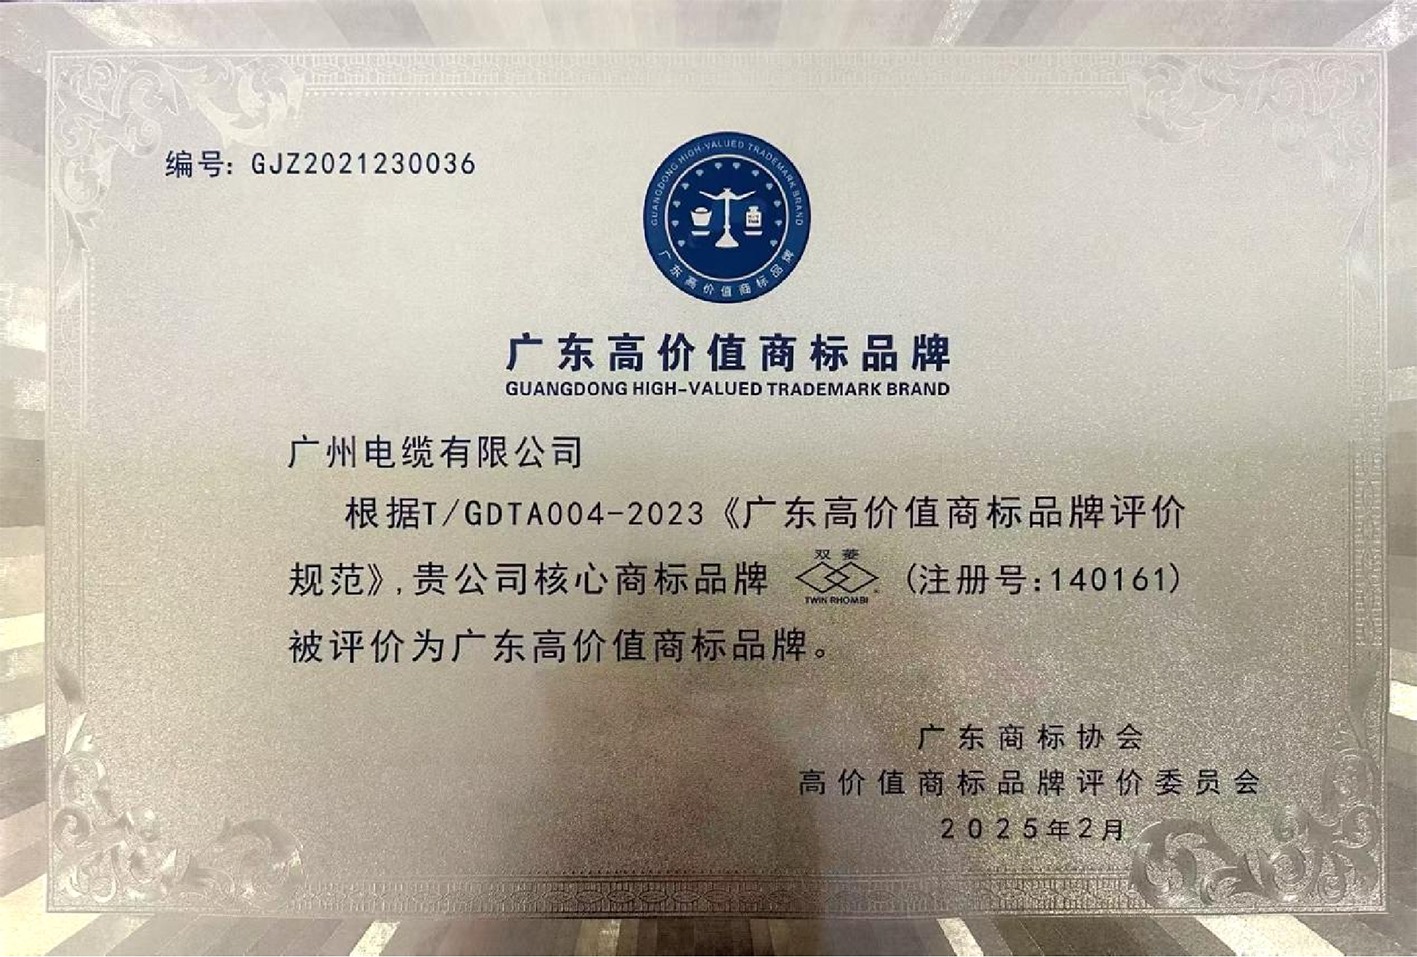 编号: GJZ2021230036
GUANGDONG HIGH-VALUED TRADEMARK BRAND
广东高价值商标品牌
广东高价值商标品牌
GUANGDONG HIGH-VALUED TRADEMARK BRAND
广州电缆有限公司
根据T/GDTA004-2023《广东高价值商标品牌评价
规范》,贵公司核心商标品牌 双菱 TWIN RHOMBI (注册号:140161)
被评价为广东高价值商标品牌。
广东商标协会
高价值商标品牌评价委员会
2025年2月